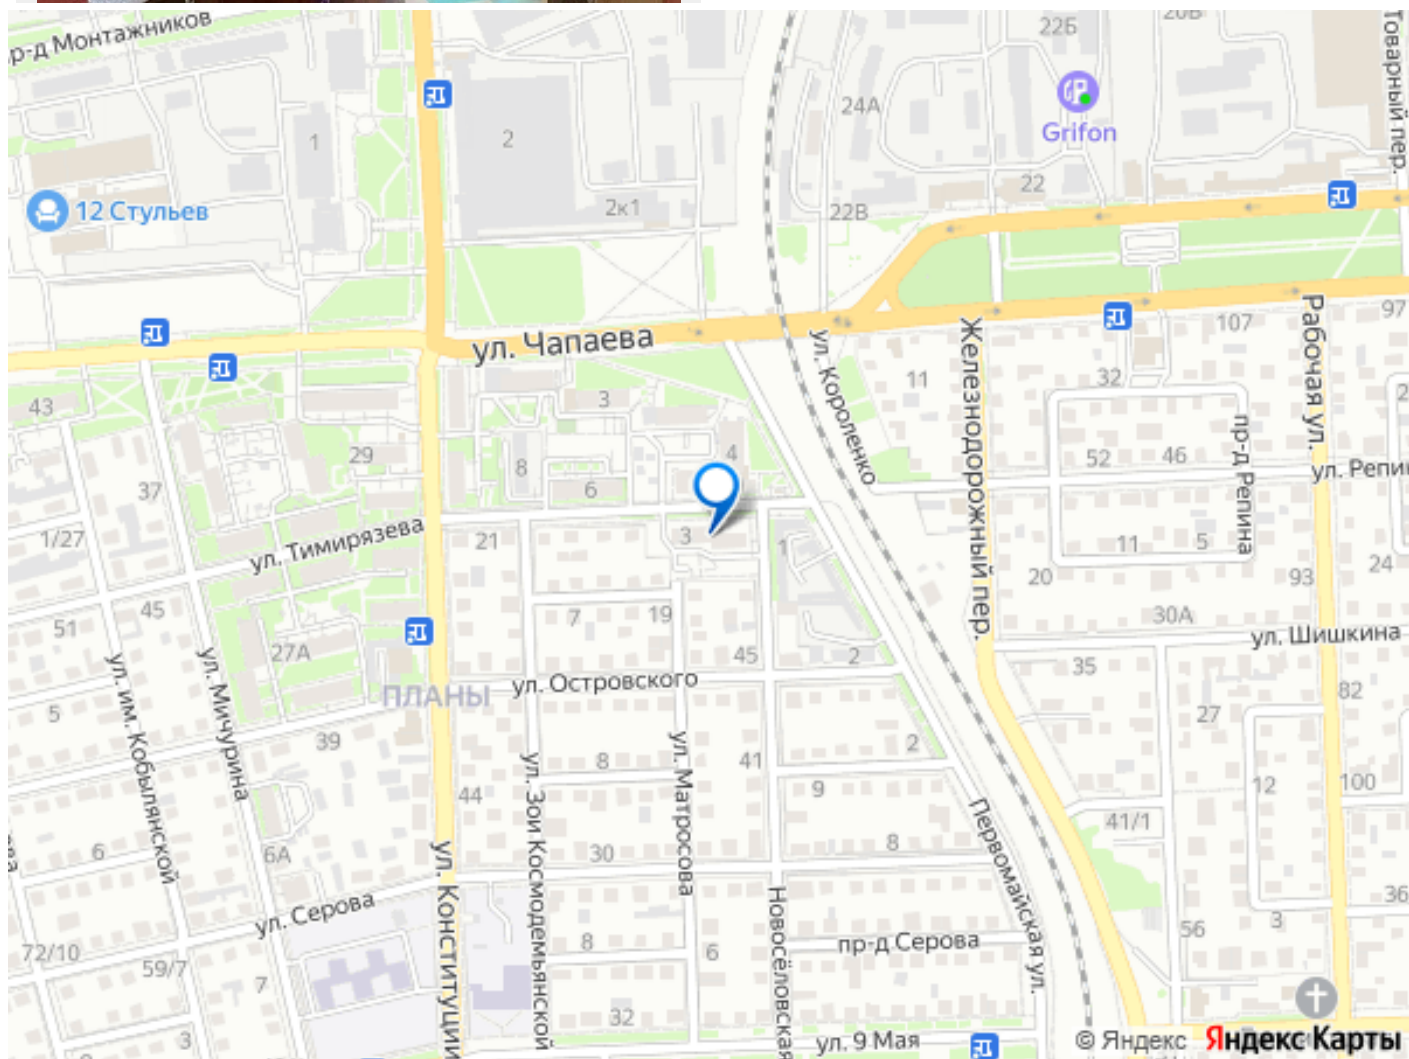 пр-д Монтажников
22Б
20В
Товарный пер.
24А
Grifon
1
2
12 Стульев
2к1
22В
22
ул. Чапаева
ул. Короленко
Железнодорожный пер.
107
Рабочая ул.
97
43
3
11
32
29
8
4
52
46
пр-д Репина
ул. Репин
37
6
1/27
ул. Тимирязева
21
3
1
11
5
20
93
24
45
51
7
19
30А
ул. Шишкина
27А
45
2
35
82
ПЛАНЫ
ул. Островского
5
ул. им. Кобылянской
ул. Мичурина
39
27
2
8
ул. Матросова
41
9
12
100
44
ул. Зои Космодемьянской
41/1
Первомайская ул.
6
6А
ул. Конституции
30
8
36
ул. Серова
Новосёловская
3
72/10
59/7
7
8
6
пр-д Серова
56
3
32
ул. 9 Мая
© Яндекс Яндекс Карты